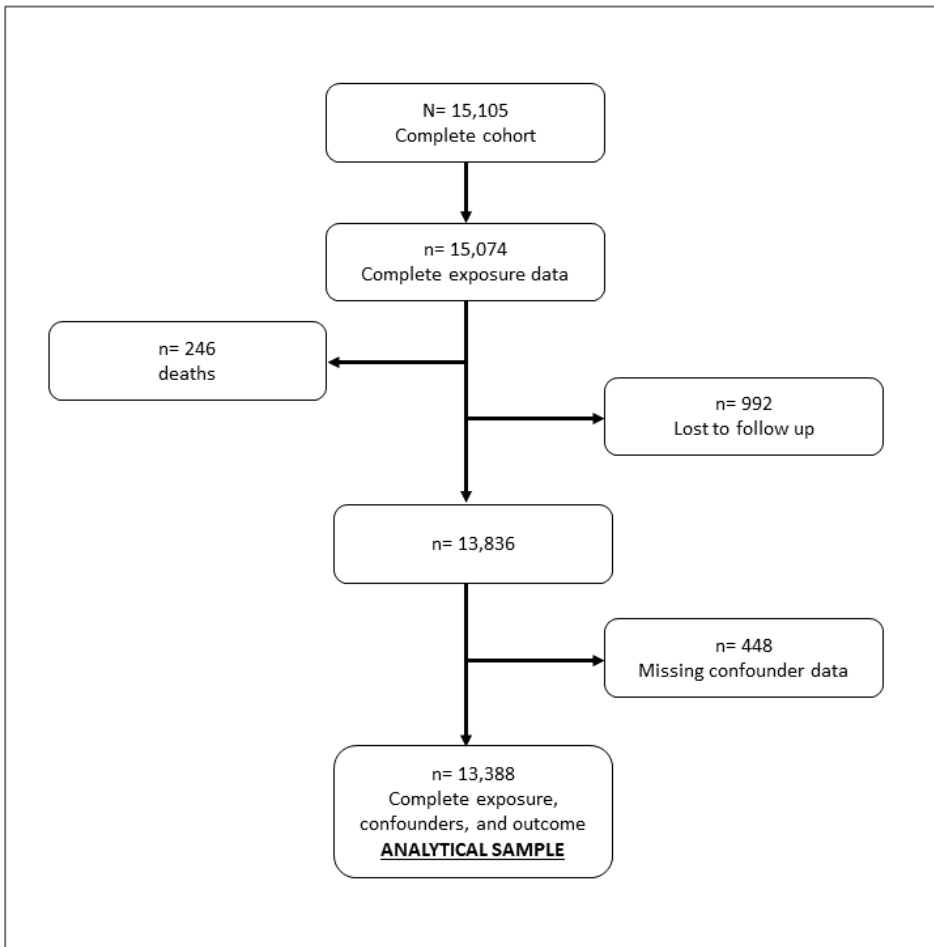 N= 15,105
Complete cohort
n= 15,074
Complete exposure data
n= 246
deaths
n= 992
Lost to follow up
n= 13,836
n= 448
Missing confounder data
n= 13,388
Complete exposure,
confounders, and outcome
ANALYTICAL SAMPLE